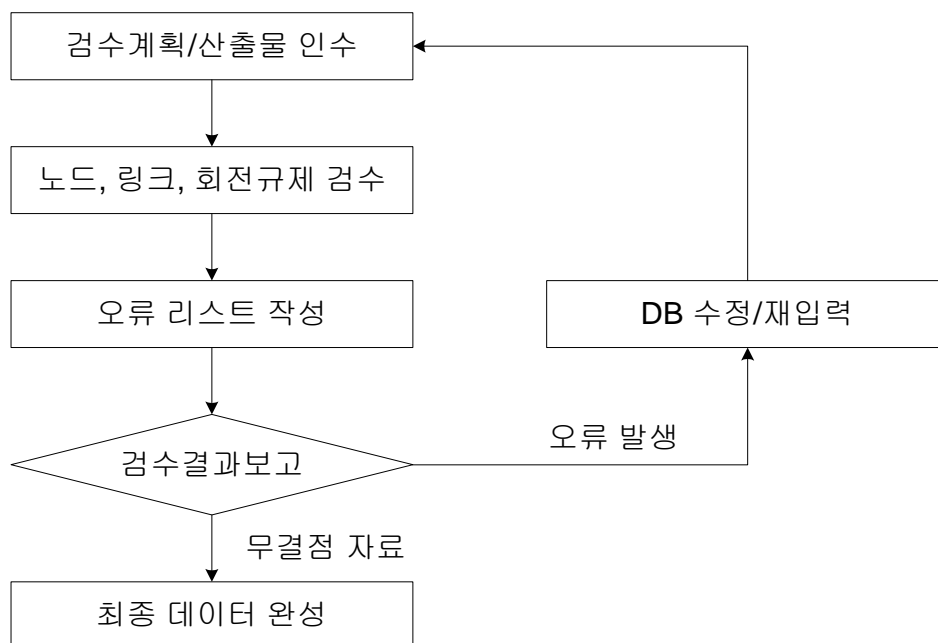 검수계획/산출물 인수
노드, 링크, 회전규제 검수
오류 리스트 작성
DB 수정/재입력
오류 발생
검수결과보고
무결점 자료
최종 데이터 완성